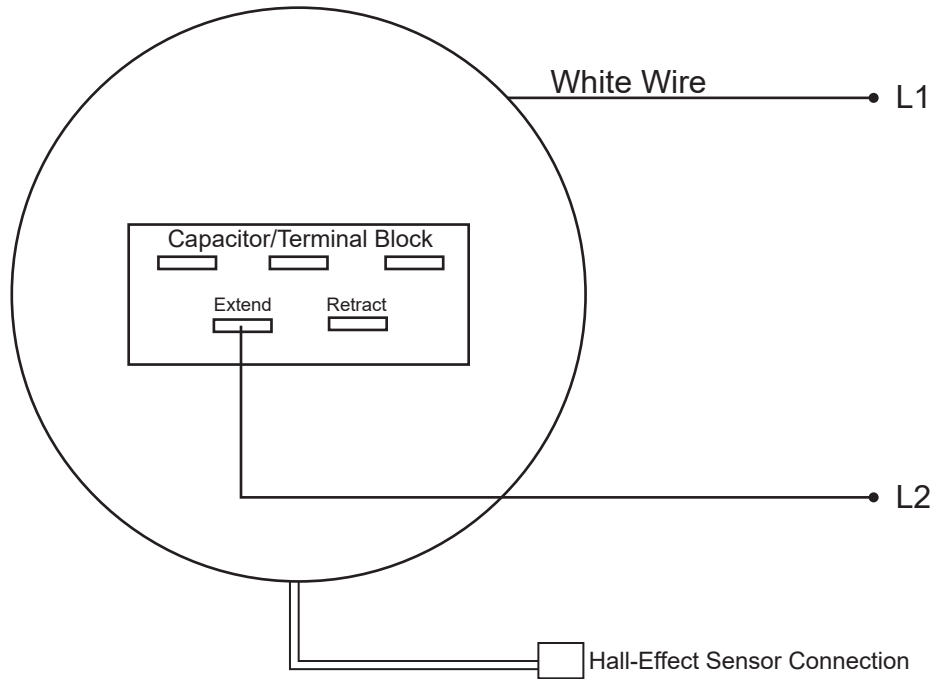 White Wire
L1
Capacitor/Terminal Block
Extend
Retract
L2
Hall-Effect Sensor Connection